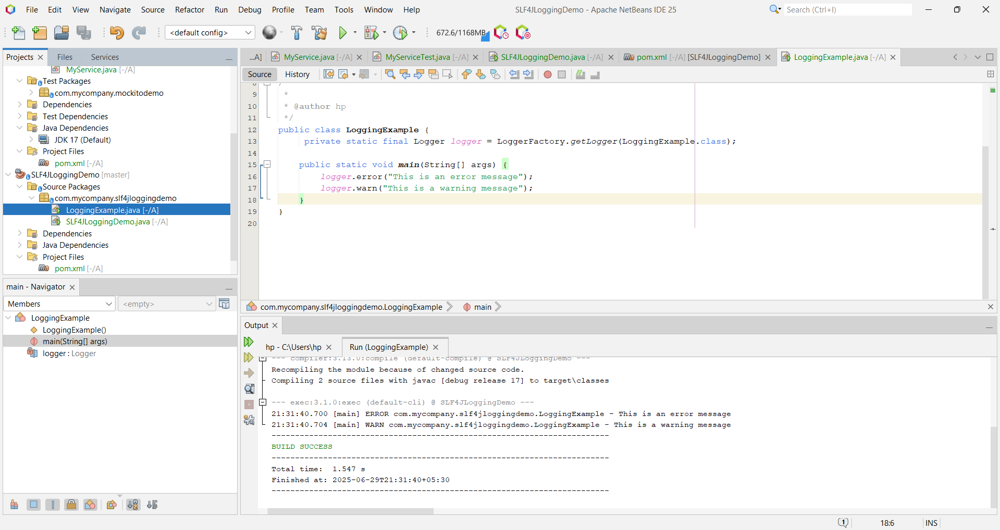 File Edit View Navigate Source Refactor Run Debug Profile Team Tools Window Help
SLF4JLoggingDemo - Apache NetBeans IDE 25
Search (Ctrl+I)
<default config>
672.6/1168MB
Projects Files Services
MyService.java [-/A]
Test Packages
com.mycompany.mockitodemo
Dependencies
Test Dependencies
Java Dependencies
JDK 17 (Default)
Project Files
pom.xml [-/A]
SLF4JLoggingDemo [master]
Source Packages
com.mycompany.slf4jloggingdemo
LoggingExample.java [-/A]
SLF4JLoggingDemo.java [-/A]
Dependencies
Java Dependencies
Project Files
pom.xml [-/A]
main - Navigator
Members
<empty>
LoggingExample
LoggingExample()
main(String[] args)
logger : Logger
...A] MyService.java [-/A] MyServiceTest.java [-/A] SLF4JLoggingDemo.java [-/A] pom.xml [-/A] [SLF4JLoggingDemo] LoggingExample.java [-/A]
Source History
9 *
10 * @author hp
11 */
12 public class LoggingExample {
13 private static final Logger logger = LoggerFactory.getLogger(LoggingExample.class);
14
15 public static void main(String[] args) {
16 logger.error("This is an error message");
17 logger.warn("This is a warning message");
18 }
19 }
20
com.mycompany.slf4jloggingdemo.LoggingExample main
Output
hp - C:\Users\hp Run (LoggingExample)
--- compiler:3.13.0:compile (default-compile) @ SLF4JLoggingDemo ---
Recompiling the module because of changed source code.
Compiling 2 source files with javac [debug release 17] to target\classes
--- exec:3.1.0:exec (default-cli) @ SLF4JLoggingDemo ---
21:31:40.700 [main] ERROR com.mycompany.slf4jloggingdemo.LoggingExample - This is an error message
21:31:40.704 [main] WARN com.mycompany.slf4jloggingdemo.LoggingExample - This is a warning message
------------------------------------------------------------------------
BUILD SUCCESS
------------------------------------------------------------------------
Total time: 1.547 s
Finished at: 2025-06-29T21:31:40+05:30
------------------------------------------------------------------------
1
18:6 INS